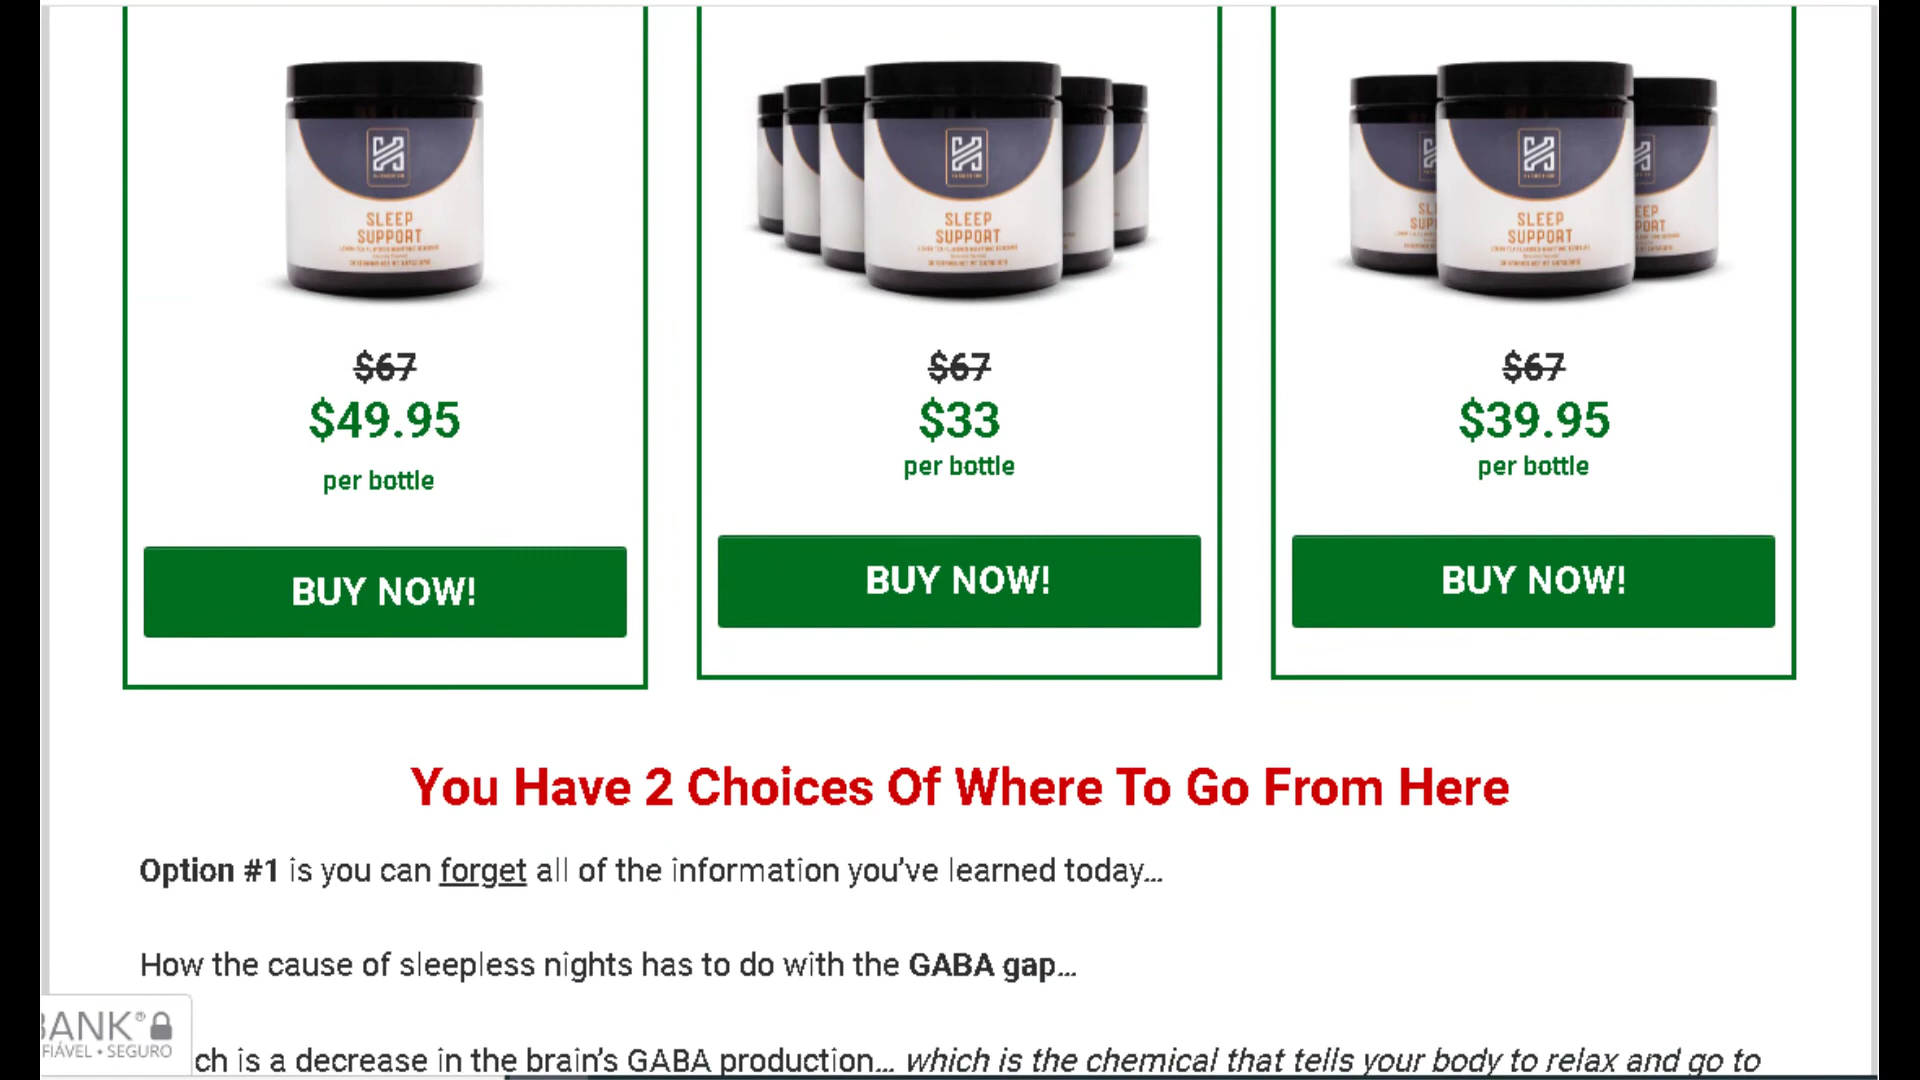 SLEEP
SUPPORT
SLEEP
SUPPORT
SLEEP
SUPPORT
$67
$49.95
per bottle
BUY NOW!
$67
$33
per bottle
BUY NOW!
$67
$39.95
per bottle
BUY NOW!
You Have 2 Choices Of Where To Go From Here
Option #1 is you can forget all of the information you've learned today...
How the cause of sleepless nights has to do with the GABA gap...
BANK®
FIÁVEL • SEGURO
ch is a decrease in the brain's GABA production... which is the chemical that tells your body to relax and go to